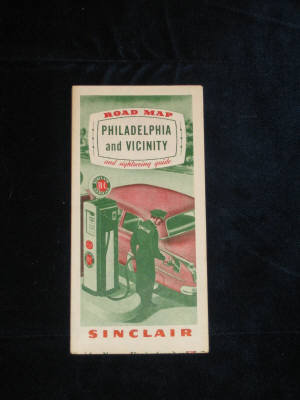 ROAD MAP
PHILADELPHIA
and VICINITY
and sightseeing guide
H-C
SINCLAIR